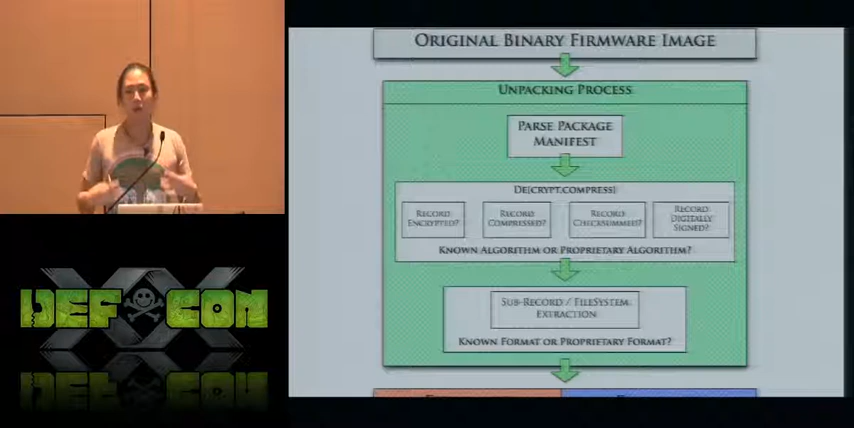 ORIGINAL BINARY FIRMWARE IMAGE
UNPACKING PROCESS
PARSE PACKAGE
MANIFEST
DE[CRYPT.COMPRESS]
RECORD
ENCRYPTED?
RECORD
COMPRESSED?
RECORD
CHECKSUMMED?
RECORD
DIGITALLY
SIGNED?
KNOWN ALGORITHM OR PROPRIETARY ALGORITHM?
SUB-RECORD / FILESYSTEM
EXTRACTION
KNOWN FORMAT OR PROPRIETARY FORMAT?
DEF CON
XX